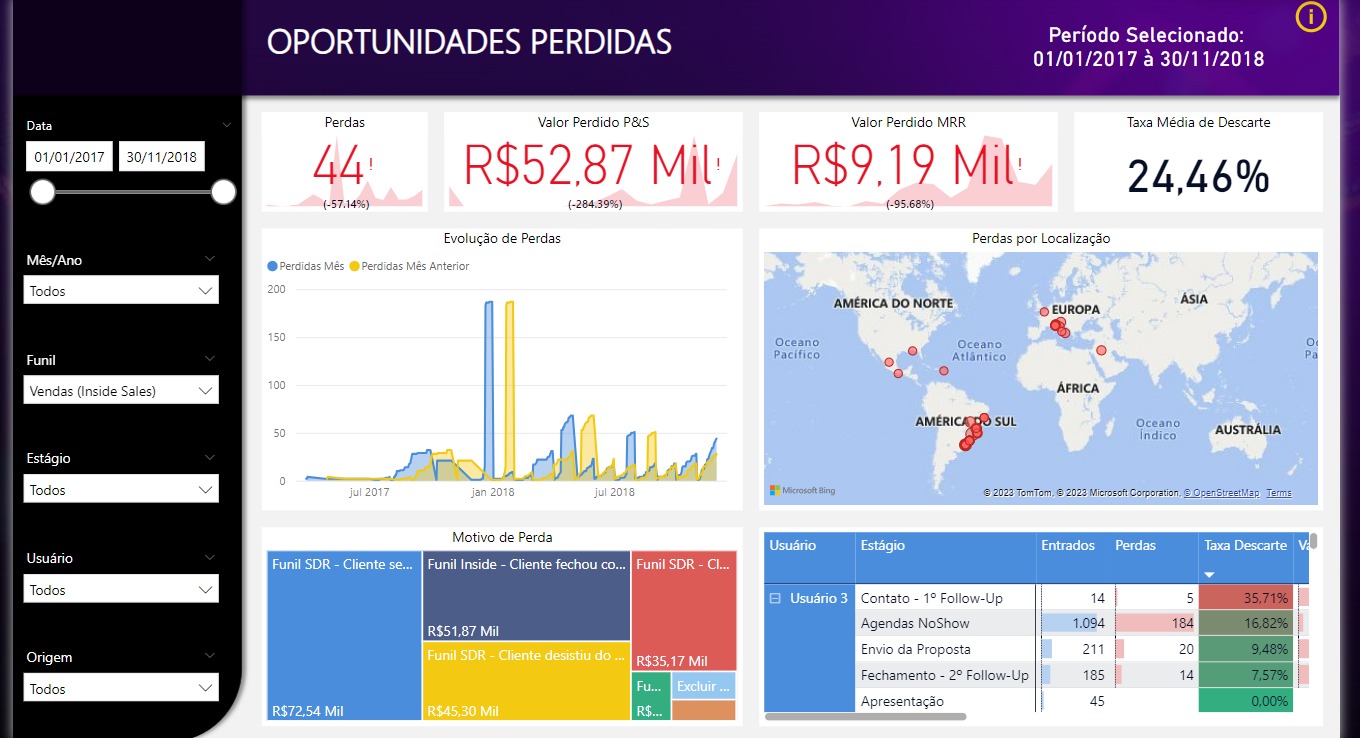 OPORTUNIDADES PERDIDAS
Período Selecionado:
01/01/2017 à 30/11/2018
i
Data
01/01/2017
30/11/2018
Mês/Ano
Todos
Funil
Vendas (Inside Sales)
Estágio
Todos
Usuário
Todos
Origem
Todos
Perdas
44!
(-57.14%)
Valor Perdido P&S
R$52,87 Mil!
(-284.39%)
Valor Perdido MRR
R$9,19 Mil!
(-95.68%)
Taxa Média de Descarte
24,46%
Evolução de Perdas
Perdidas Mês
Perdidas Mês Anterior
200
150
100
50
0
jul 2017
jan 2018
jul 2018
Perdas por Localização
AMÉRICA DO NORTE
EUROPA
ÁSIA
Oceano
Pacífico
Oceano
Atlântico
Oc
Pa
ÁFRICA
AMÉRICA DO SUL
Oceano
Índico
AUSTRÁLIA
Microsoft Bing
© 2023 TomTom, © 2023 Microsoft Corporation, © OpenStreetMap Terms
Motivo de Perda
Funil SDR - Cliente se...
R$72,54 Mil
Funil Inside - Cliente fechou co...
R$51,87 Mil
Funil SDR - Cliente desistiu do ...
R$45,30 Mil
Funil SDR - Cl...
R$35,17 Mil
Fu...
R$...
Excluir ...
Usuário Estágio Entrados Perdas Taxa Descarte Va
Usuário 3 Contato - 1º Follow-Up 14 5 35,71%
Agendas NoShow 1.094 184 16,82%
Envio da Proposta 211 20 9,48%
Fechamento - 2º Follow-Up 185 14 7,57%
Apresentação 45 0,00%